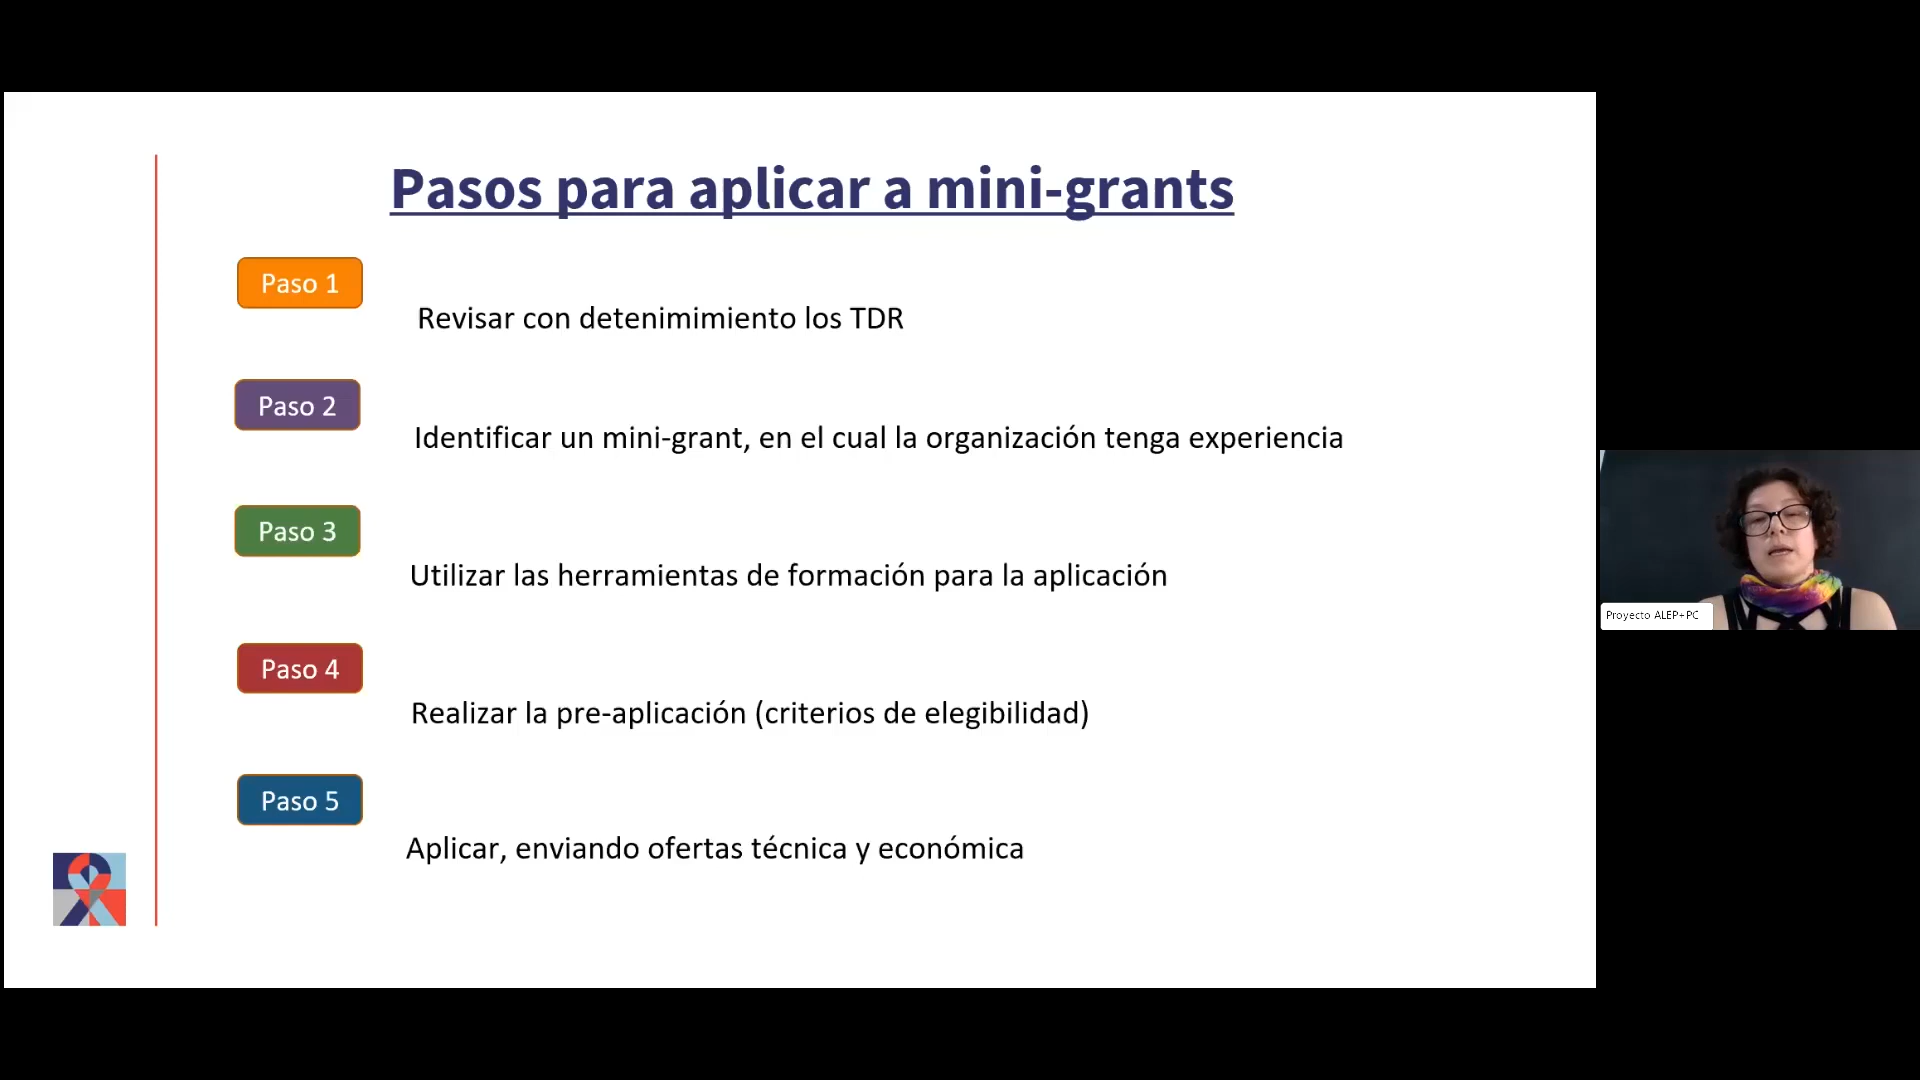 Pasos para aplicar a mini-grants
Paso 1
Revisar con detenimimiento los TDR
Paso 2
Identificar un mini-grant, en el cual la organización tenga experiencia
Paso 3
Utilizar las herramientas de formación para la aplicación
Paso 4
Realizar la pre-aplicación (criterios de elegibilidad)
Paso 5
Aplicar, enviando ofertas técnica y económica
Proyecto ALEP+PC